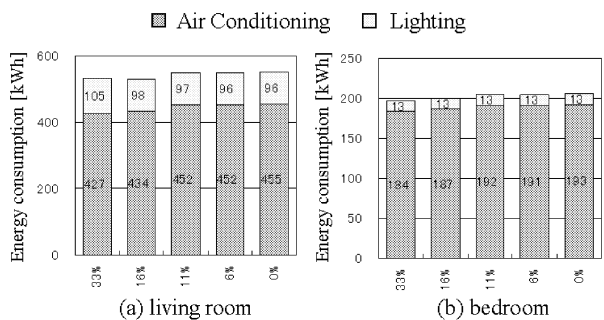 Air Conditioning Lighting
Energy consumption [kWh]
600
400
200
0
105 98 97 96 96
427 434 452 452 455
33% 16% 11% 6% 0%
(a) living room
Energy consumption [kWh]
250
200
150
100
50
0
13 13 13 13 13
184 187 192 191 193
33% 16% 11% 6% 0%
(b) bedroom